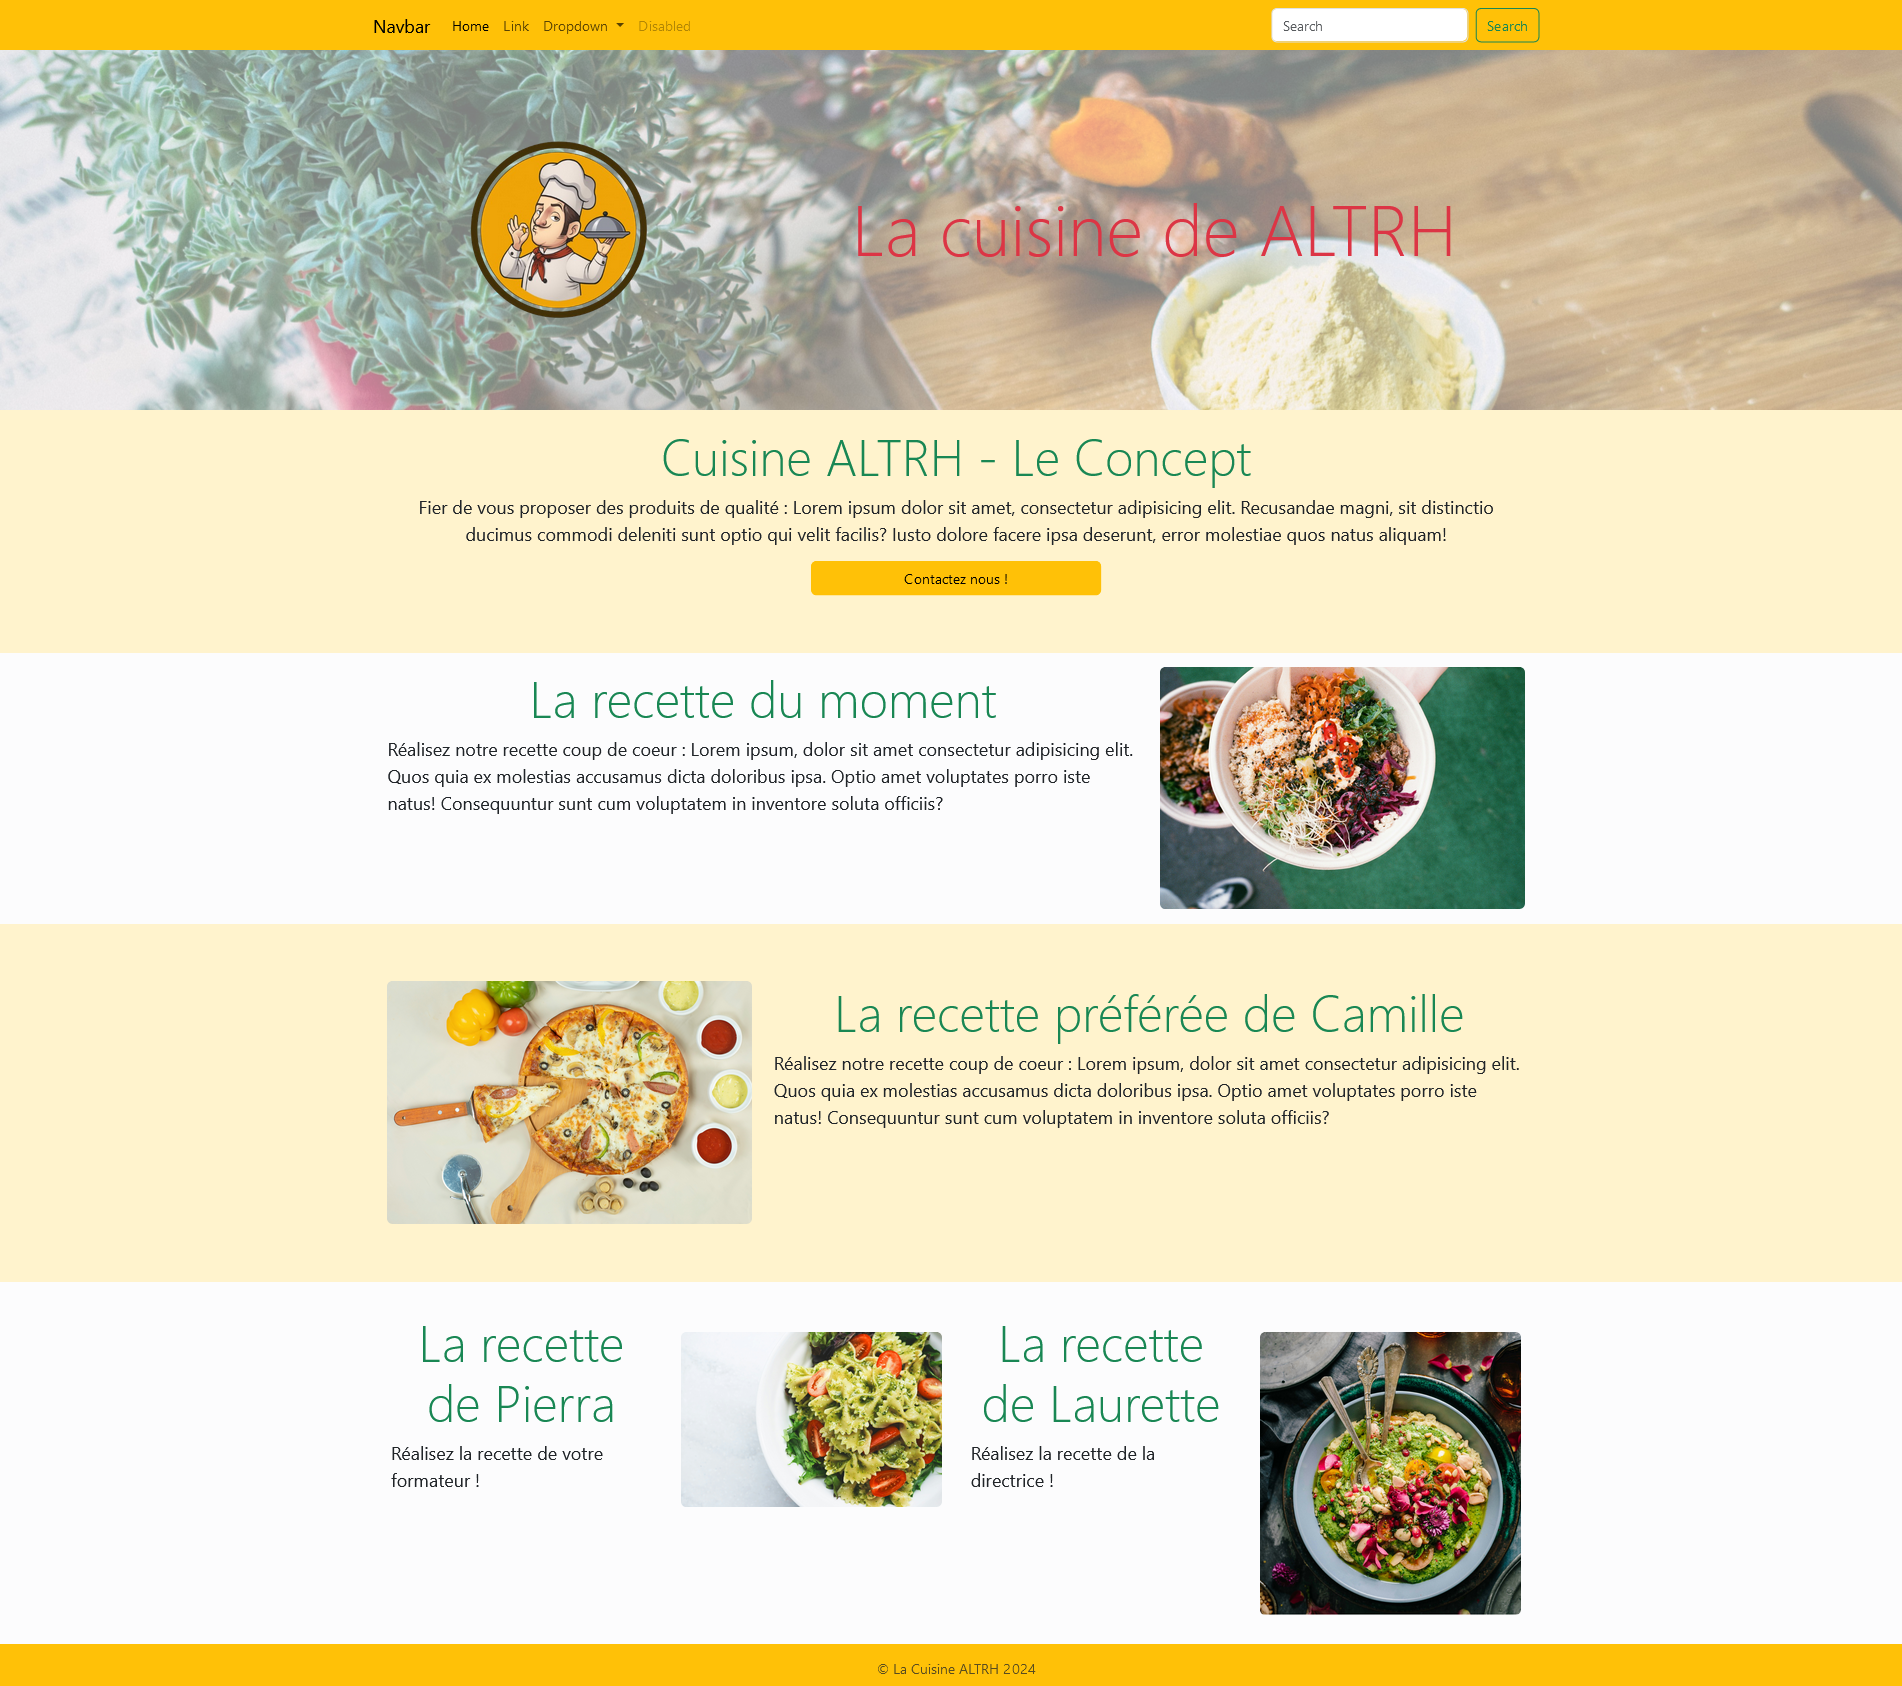 Navbar Home Link Dropdown Disabled Search Search
La cuisine de ALTRH
Cuisine ALTRH - Le Concept
Fier de vous proposer des produits de qualité : Lorem ipsum dolor sit amet, consectetur adipisicing elit. Recusandae magni, sit distinctio
ducimus commodi deleniti sunt optio qui velit facilis? Iusto dolore facere ipsa deserunt, error molestiae quos natus aliquam!
Contactez nous !
La recette du moment
Réalisez notre recette coup de coeur : Lorem ipsum, dolor sit amet consectetur adipisicing elit.
Quos quia ex molestias accusamus dicta doloribus ipsa. Optio amet voluptates porro iste
natus! Consequuntur sunt cum voluptatem in inventore soluta officiis?
La recette préférée de Camille
Réalisez notre recette coup de coeur : Lorem ipsum, dolor sit amet consectetur adipisicing elit.
Quos quia ex molestias accusamus dicta doloribus ipsa. Optio amet voluptates porro iste
natus! Consequuntur sunt cum voluptatem in inventore soluta officiis?
La recette
de Pierra
Réalisez la recette de votre
formateur !
La recette
de Laurette
Réalisez la recette de la
directrice !
© La Cuisine ALTRH 2024